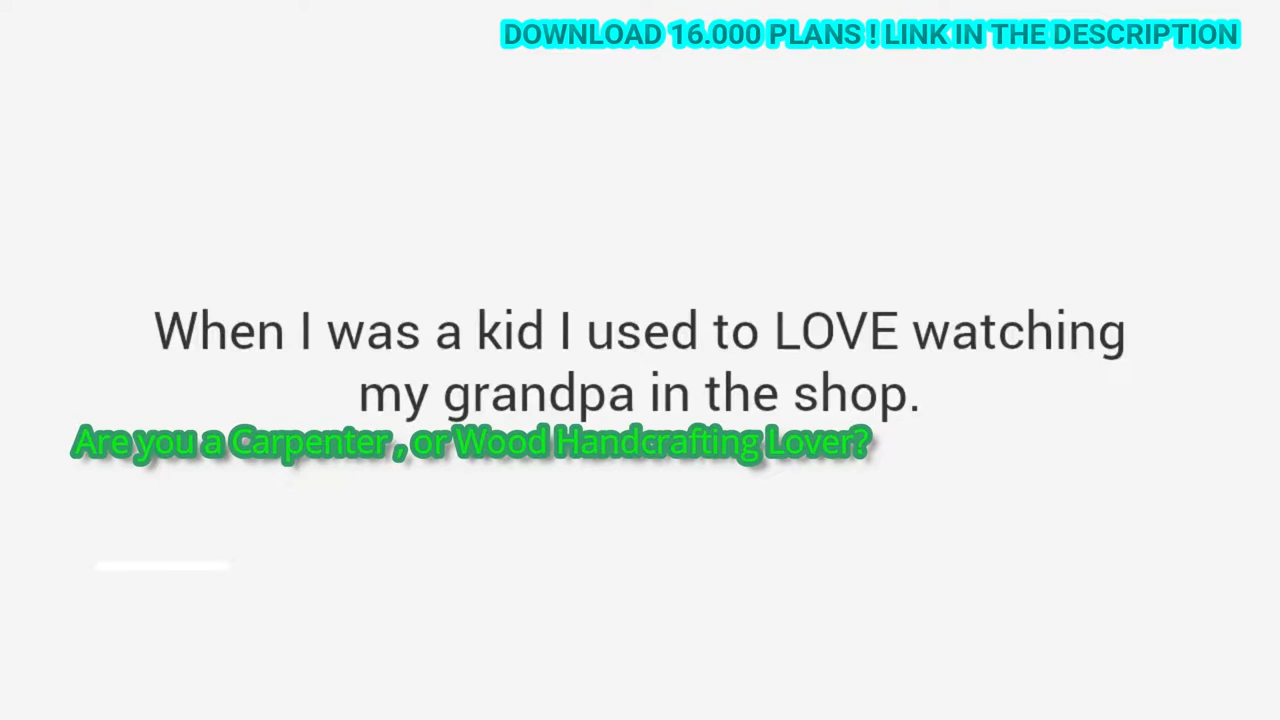 DOWNLOAD 16.000 PLANS ! LINK IN THE DESCRIPTION
When I was a kid I used to LOVE watching
my grandpa in the shop.
Are you a Carpenter , or Wood Handcrafting Lover?